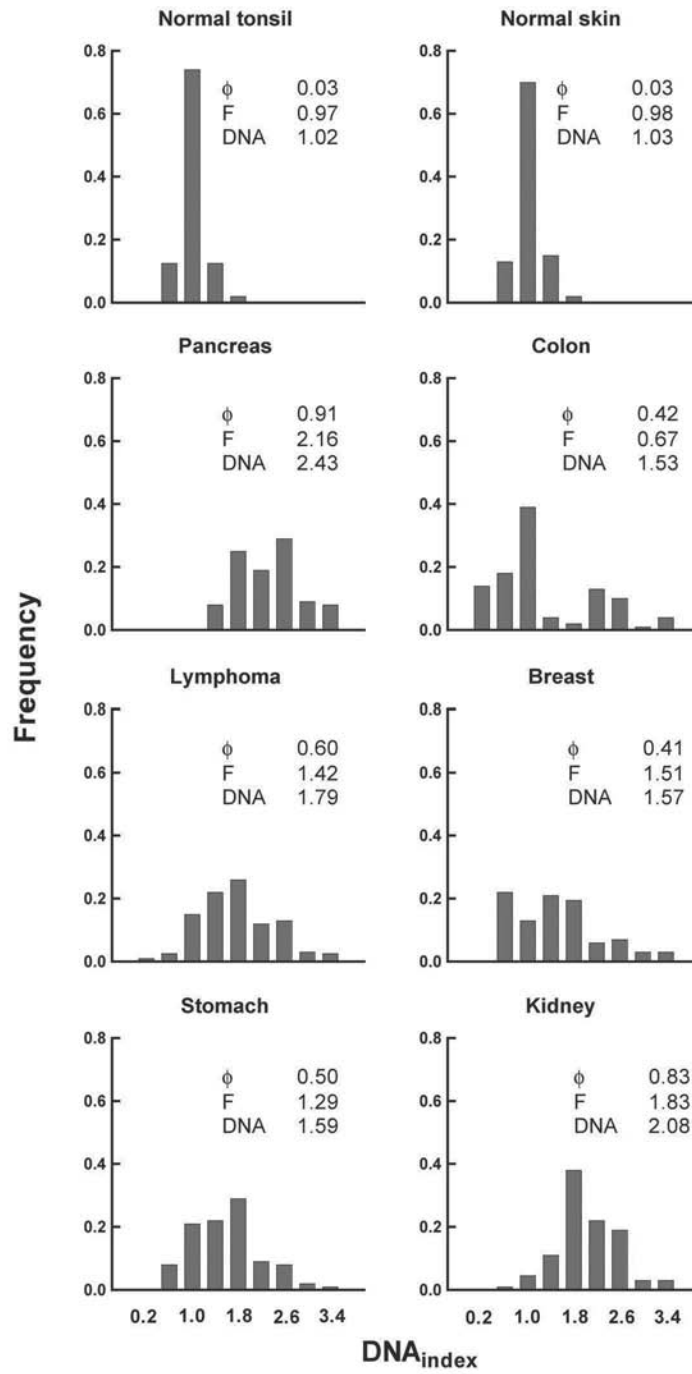 Normal tonsil
0.8
0.6
0.4
0.2
0.0
ϕ 0.03
F 0.97
DNA 1.02
Normal skin
0.8
0.6
0.4
0.2
0.0
ϕ 0.03
F 0.98
DNA 1.03
Pancreas
0.8
0.6
0.4
0.2
0.0
ϕ 0.91
F 2.16
DNA 2.43
Colon
0.8
0.6
0.4
0.2
0.0
ϕ 0.42
F 0.67
DNA 1.53
Frequency
Lymphoma
0.8
0.6
0.4
0.2
0.0
ϕ 0.60
F 1.42
DNA 1.79
Breast
0.8
0.6
0.4
0.2
0.0
ϕ 0.41
F 1.51
DNA 1.57
Stomach
0.8
0.6
0.4
0.2
0.0
ϕ 0.50
F 1.29
DNA 1.59
0.2 1.0 1.8 2.6 3.4
Kidney
0.8
0.6
0.4
0.2
0.0
ϕ 0.83
F 1.83
DNA 2.08
0.2 1.0 1.8 2.6 3.4
DNAindex